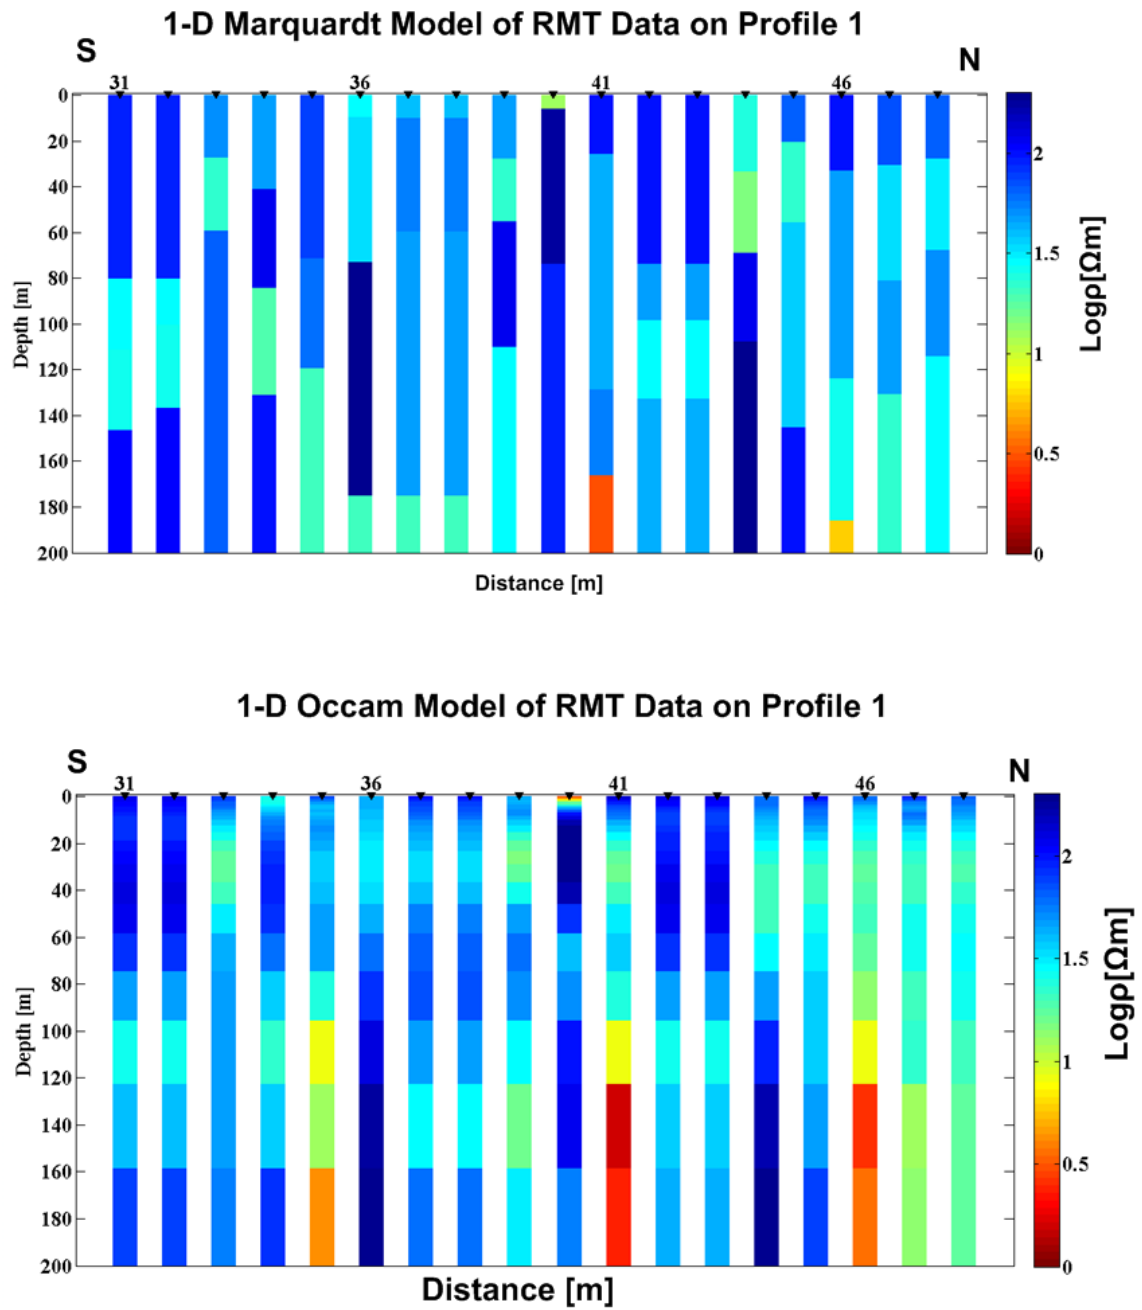 1-D Marquardt Model of RMT Data on Profile 1
S
N
31 36 41 46
0
20
40
60
80
100
120
140
160
180
200
Depth [m]
Distance [m]
2
1.5
1
0.5
0
Logρ[Ωm]
1-D Occam Model of RMT Data on Profile 1
S
N
31 36 41 46
0
20
40
60
80
100
120
140
160
180
200
Depth [m]
Distance [m]
2
1.5
1
0.5
0
Logρ[Ωm]